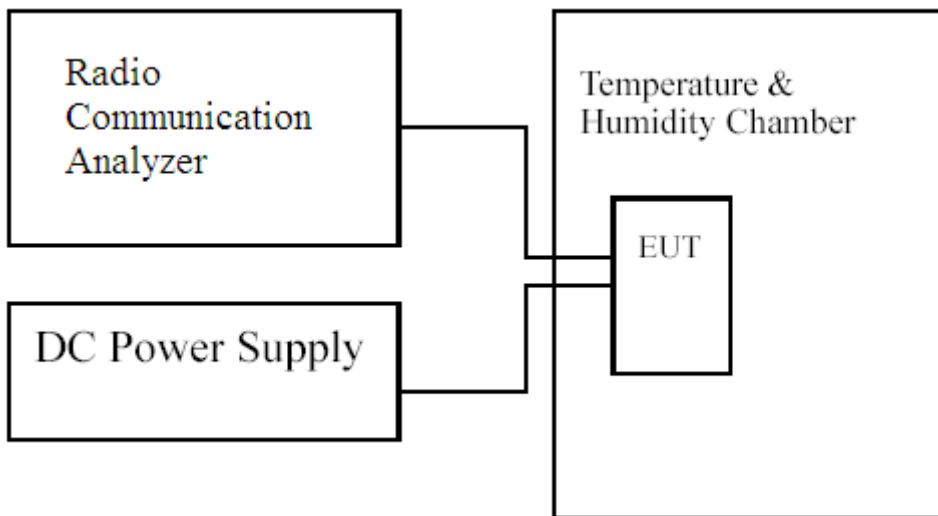 Radio
Communication
Analyzer
Temperature &
Humidity Chamber
EUT
DC Power Supply